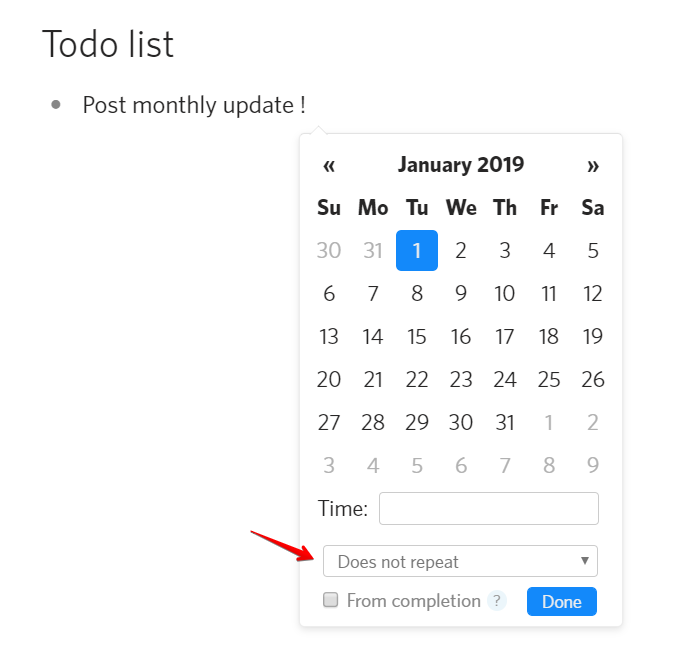 Todo list
Post monthly update !
« January 2019 »
Su Mo Tu We Th Fr Sa
30 31 1 2 3 4 5
6 7 8 9 10 11 12
13 14 15 16 17 18 19
20 21 22 23 24 25 26
27 28 29 30 31 1 2
3 4 5 6 7 8 9
Time:
Does not repeat
From completion ? Done